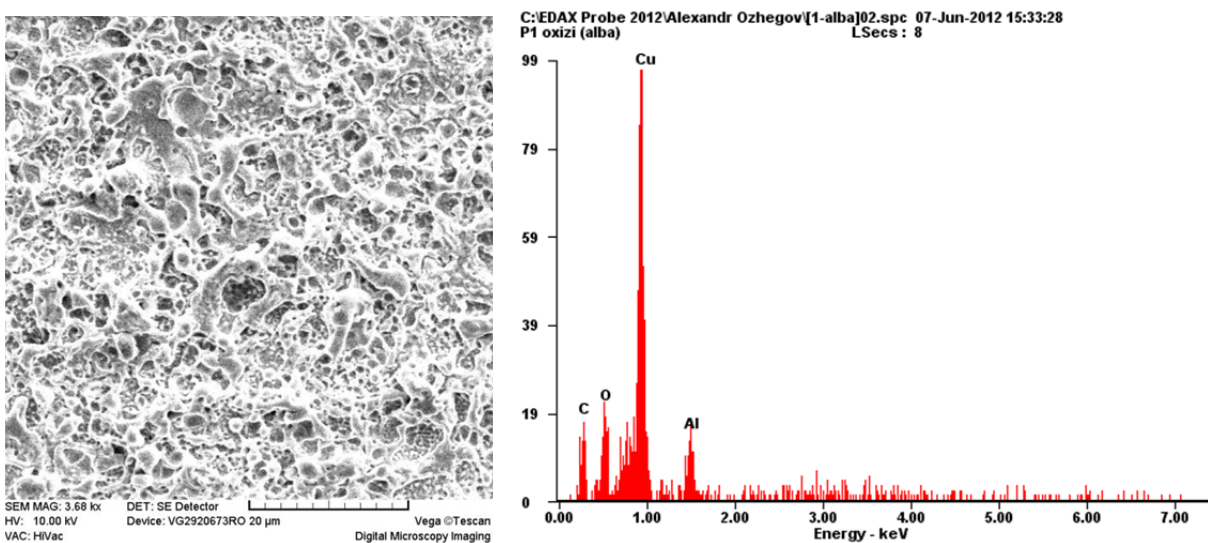 SEM MAG: 3.68 kx DET: SE Detector
HV: 10.00 kV Device: VG2920673RO 20 µm Vega ©Tescan
VAC: HiVac Digital Microscopy Imaging
C:\EDAX Probe 2012\Alexandr Ozhegov\[1-alba]02.spc 07-Jun-2012 15:33:28
P1 oxizi (alba) LSecs : 8
99
79
59
39
19
0
Cu
C
O
Al
0.00 1.00 2.00 3.00 4.00 5.00 6.00 7.00
Energy - keV